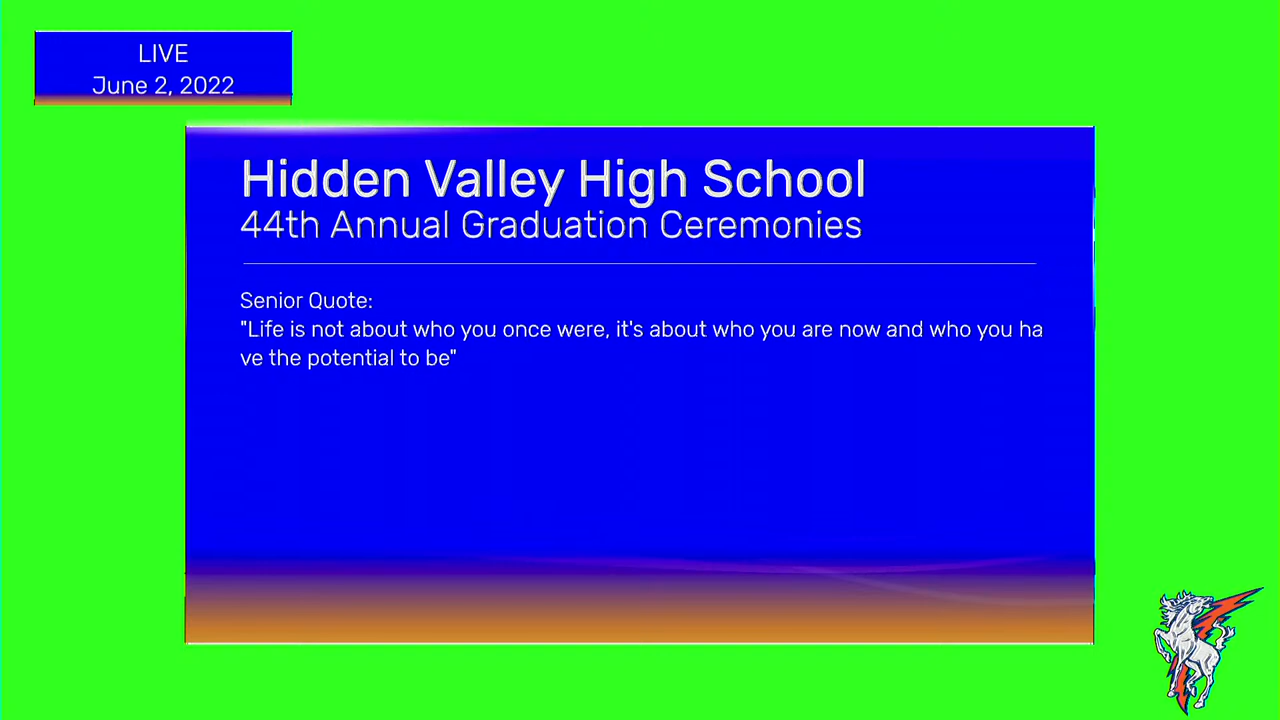 LIVE
June 2, 2022
Hidden Valley High School
44th Annual Graduation Ceremonies
Senior Quote:
"Life is not about who you once were, it's about who you are now and who you ha
ve the potential to be"